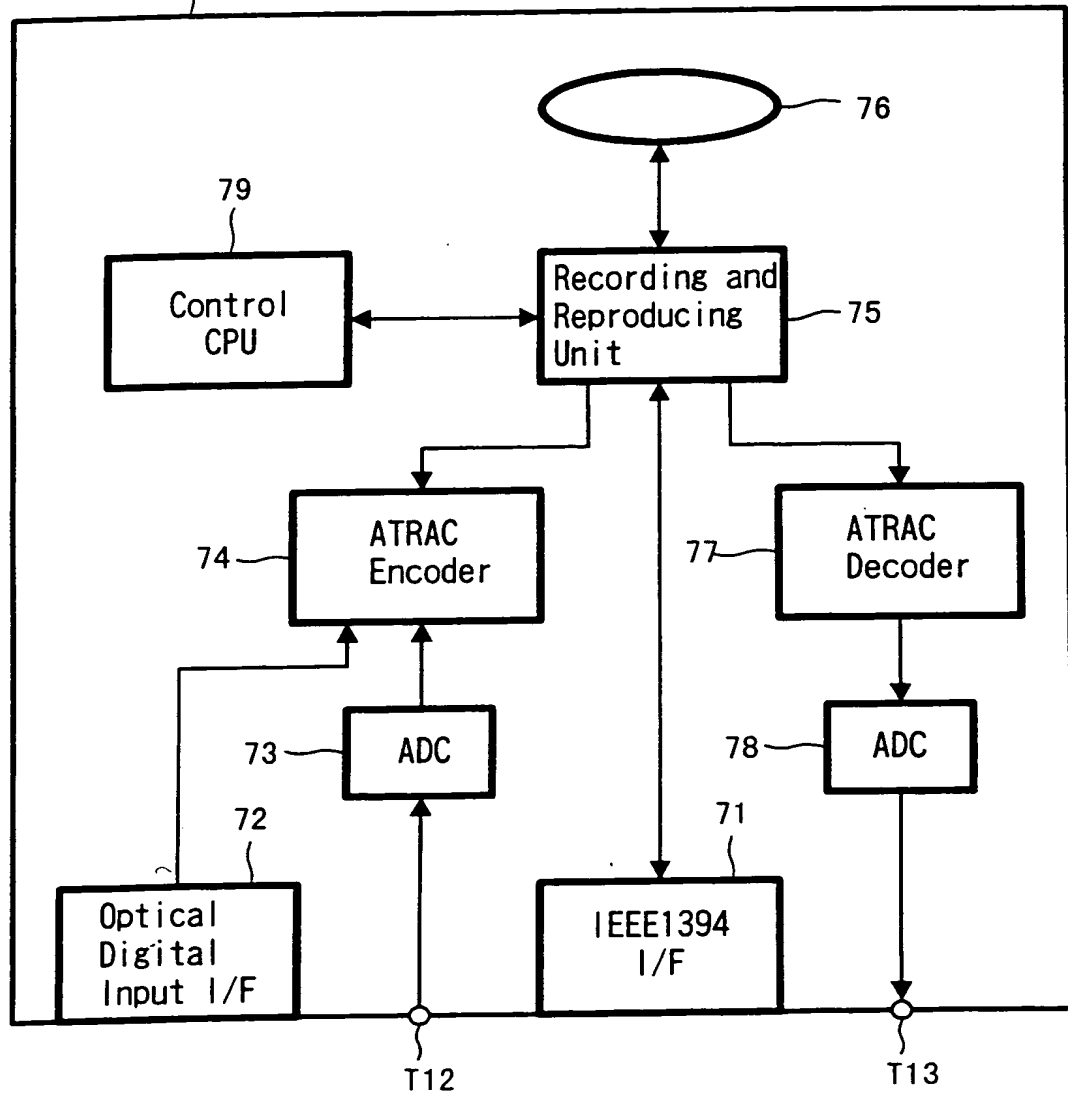 76
79
Control
CPU
Recording and
Reproducing
Unit
75
74
ATRAC
Encoder
77
ATRAC
Decoder
73
ADC
78
ADC
72
71
Optical
Digital
Input I/F
IEEE1394
I/F
T12
T13